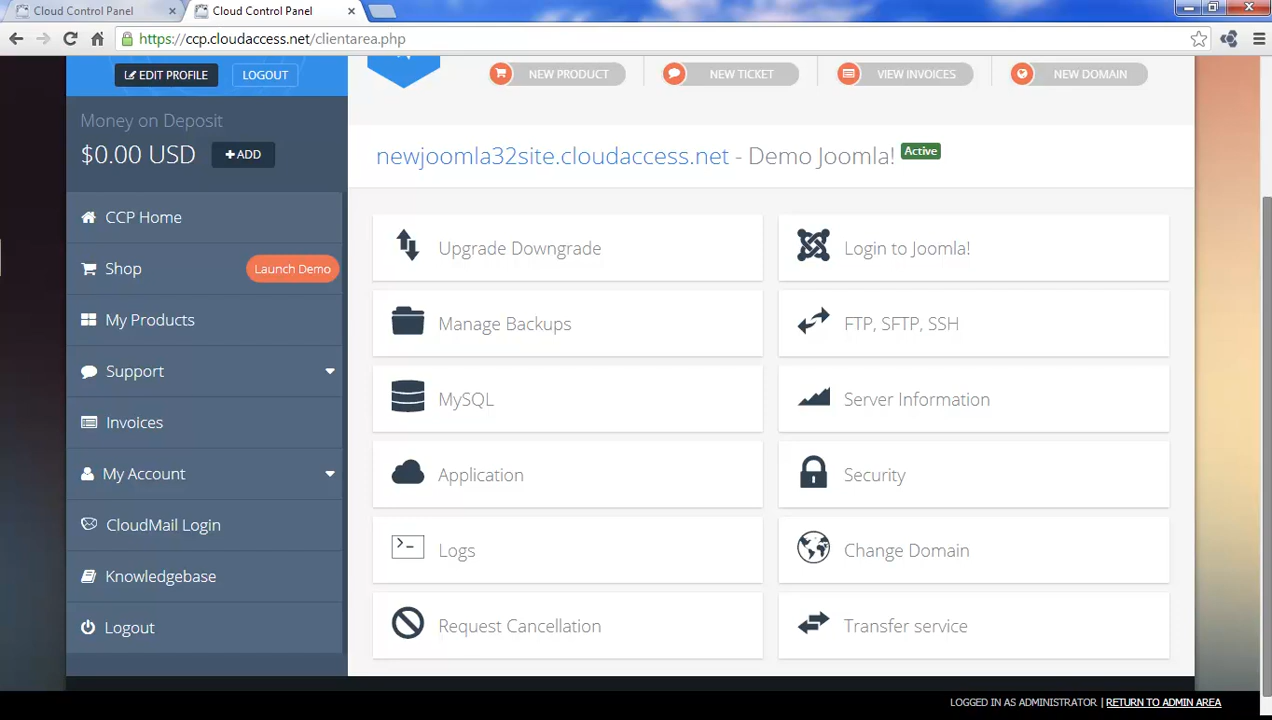 Cloud Control Panel
Cloud Control Panel
https://ccp.cloudaccess.net/clientarea.php
EDIT PROFILE
LOGOUT
NEW PRODUCT
NEW TICKET
VIEW INVOICES
NEW DOMAIN
Money on Deposit
$0.00 USD
+ADD
newjoomla32site.cloudaccess.net - Demo Joomla!
Active
CCP Home
Shop
Launch Demo
My Products
Support
Invoices
My Account
CloudMail Login
Knowledgebase
Logout
Upgrade Downgrade
Login to Joomla!
Manage Backups
FTP, SFTP, SSH
MySQL
Server Information
Application
Security
Logs
Change Domain
Request Cancellation
Transfer service
LOGGED IN AS ADMINISTRATOR | RETURN TO ADMIN AREA